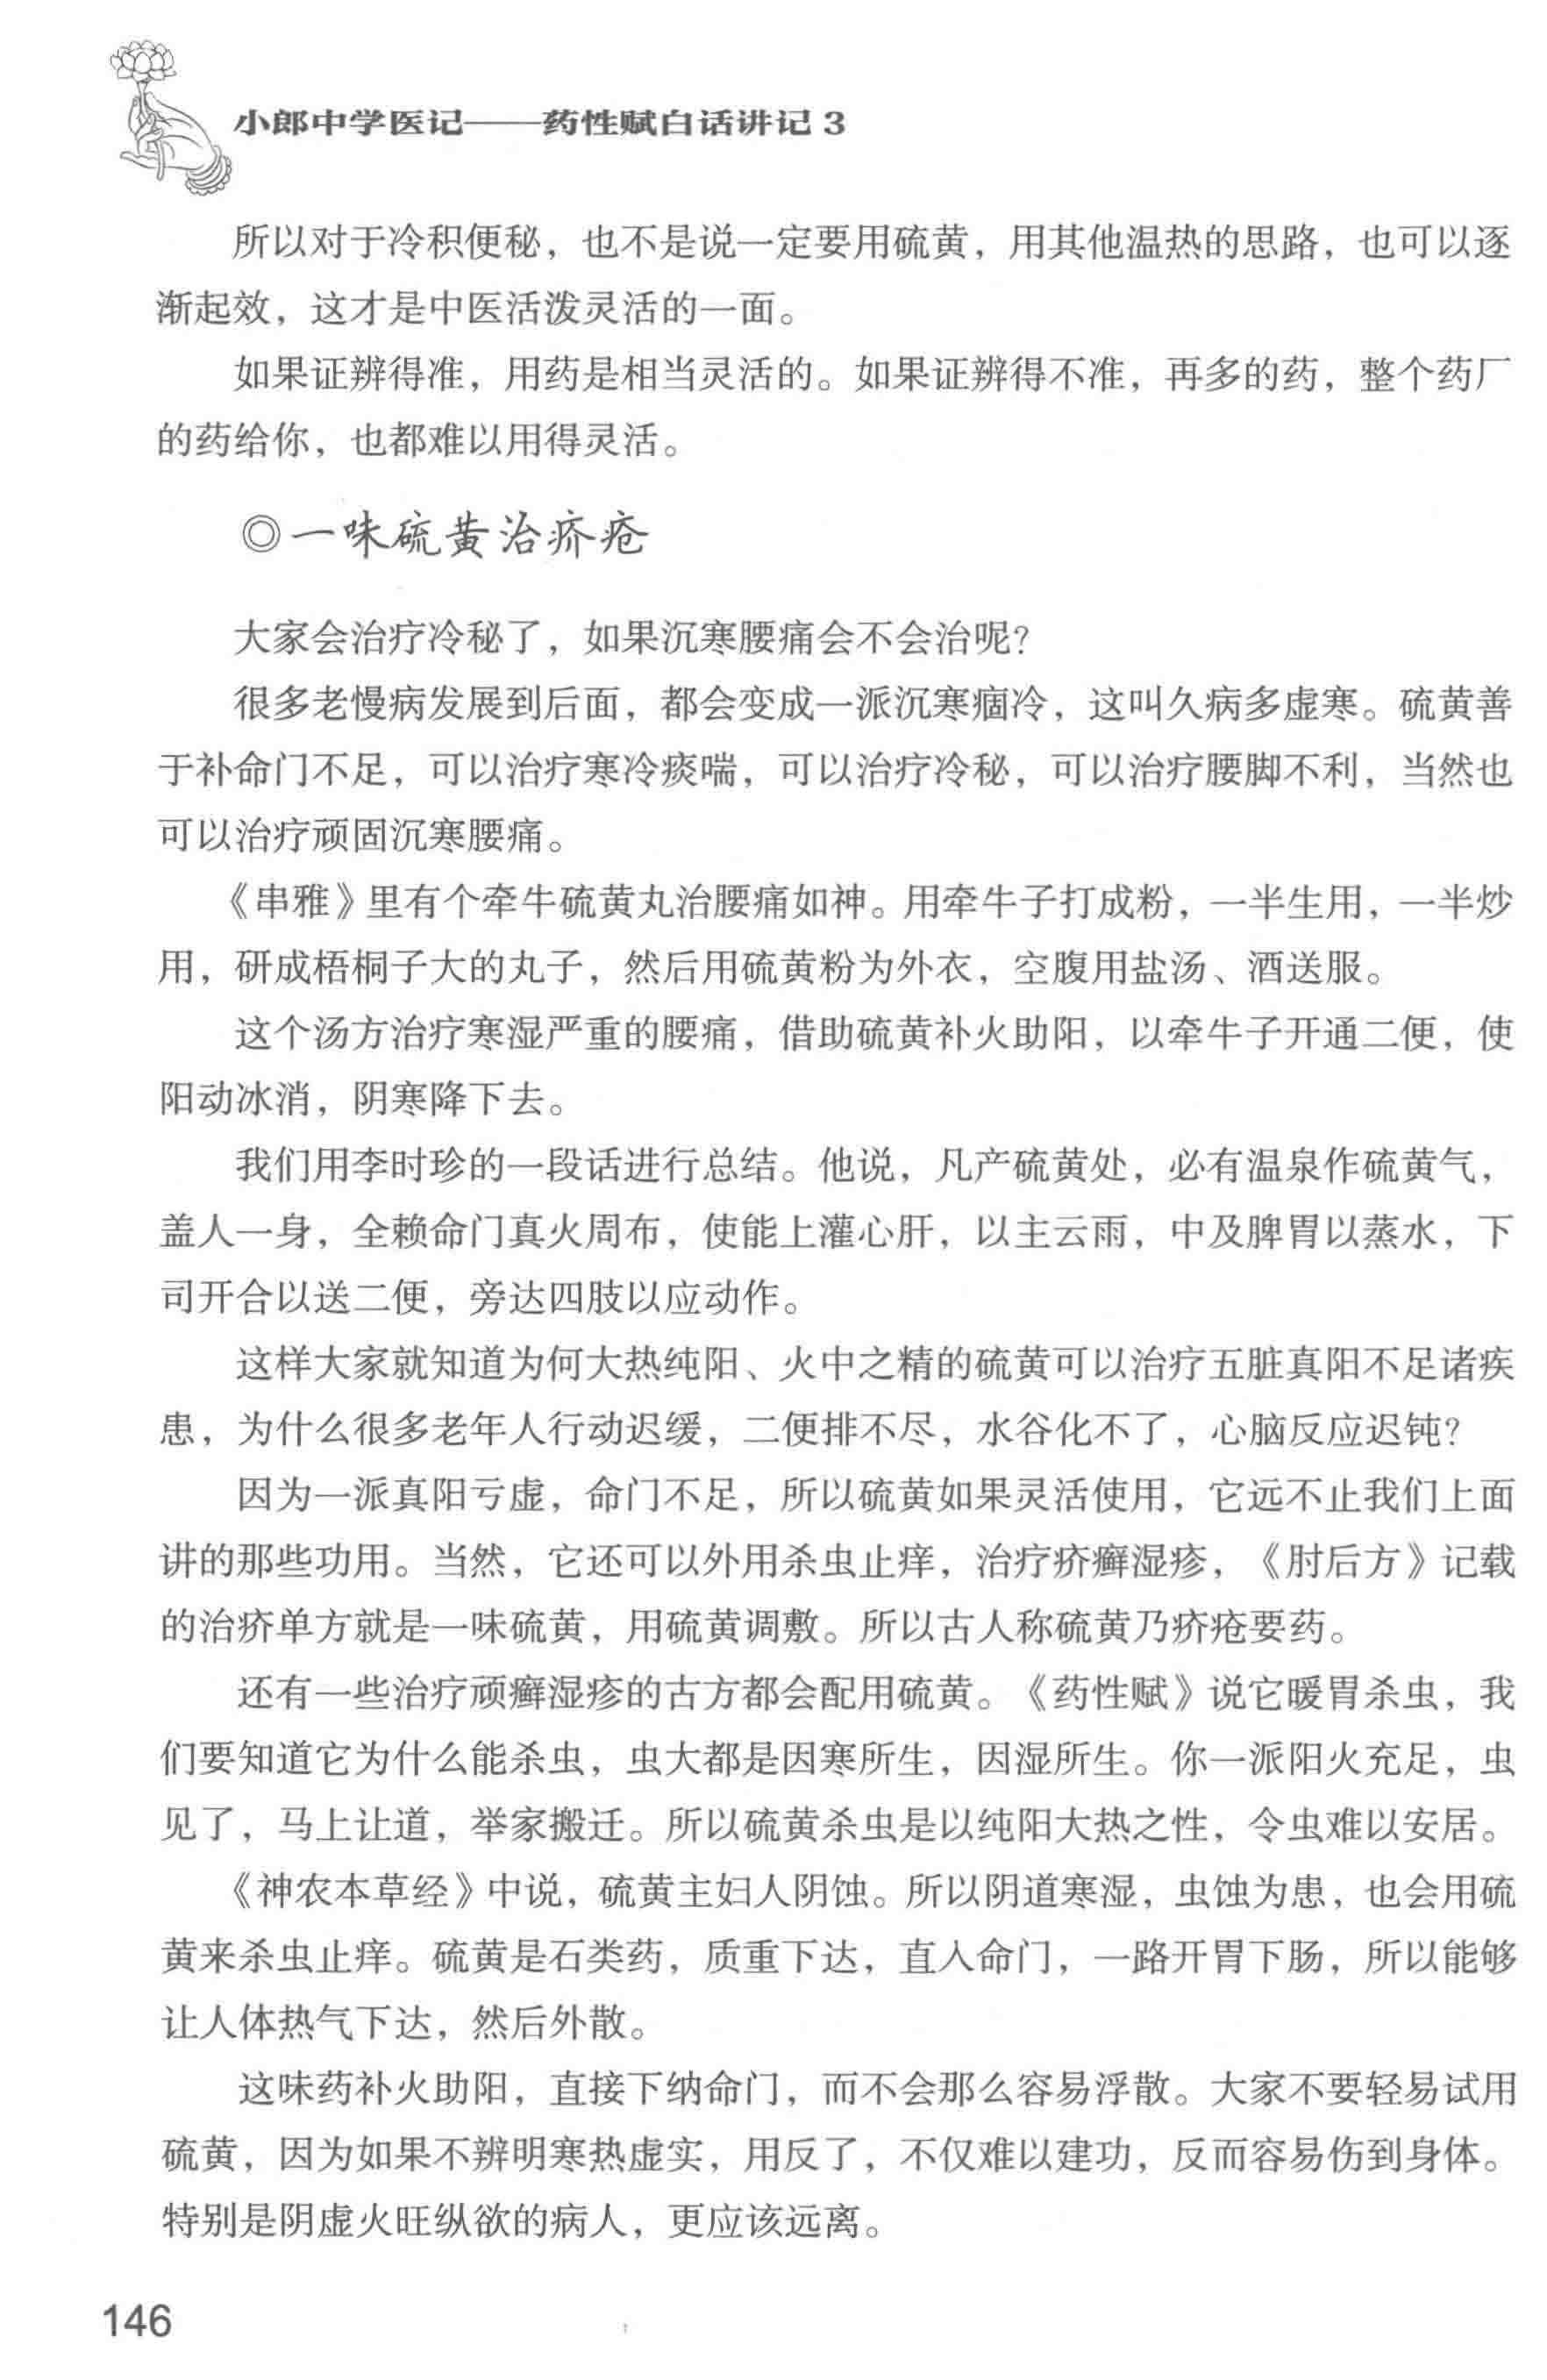 小郎中学医记——药性赋白话讲记 3
所以对于冷积便秘，也不是说一定要用硫黄，用其他温热的思路，也可以逐
渐起效，这才是中医活泼灵活的一面。
如果证辨得准，用药是相当灵活的。如果证辨得不准，再多的药，整个药厂
的药给你，也都难以用得灵活。
◎一味硫黄治疥疮
大家会治疗冷秘了，如果沉寒腰痛会不会治呢？
很多老慢病发展到后面，都会变成一派沉寒痼冷，这叫久病多虚寒。硫黄善
于补命门不足，可以治疗寒冷痰喘，可以治疗冷秘，可以治疗腰脚不利，当然也
可以治疗顽固沉寒腰痛。
《串雅》里有个牵牛硫黄丸治腰痛如神。用牵牛子打成粉，一半生用，一半炒
用，研成梧桐子大的丸子，然后用硫黄粉为外衣，空腹用盐汤、酒送服。
这个汤方治疗寒湿严重的腰痛，借助硫黄补火助阳，以牵牛子开通二便，使
阳动冰消，阴寒降下去。
我们用李时珍的一段话进行总结。他说，凡产硫黄处，必有温泉作硫黄气，
盖人一身，全赖命门真火周布，使能上灌心肝，以主云雨，中及脾胃以蒸水，下
司开合以送二便，旁达四肢以应动作。
这样大家就知道为何大热纯阳、火中之精的硫黄可以治疗五脏真阳不足诸疾
患，为什么很多老年人行动迟缓，二便排不尽，水谷化不了，心脑反应迟钝？
因为一派真阳亏虚，命门不足，所以硫黄如果灵活使用，它远不止我们上面
讲的那些功用。当然，它还可以外用杀虫止痒，治疗疥癣湿疹，《肘后方》记载
的治疥单方就是一味硫黄，用硫黄调敷。所以古人称硫黄乃疥疮要药。
还有一些治疗顽癣湿疹的古方都会配用硫黄。《药性赋》说它暖胃杀虫，我
们要知道它为什么能杀虫，虫大都是因寒所生，因湿所生。你一派阳火充足，虫
见了，马上让道，举家搬迁。所以硫黄杀虫是以纯阳大热之性，令虫难以安居。
《神农本草经》中说，硫黄主妇人阴蚀。所以阴道寒湿，虫蚀为患，也会用硫
黄来杀虫止痒。硫黄是石类药，质重下达，直入命门，一路开胃下肠，所以能够
让人体热气下达，然后外散。
这味药补火助阳，直接下纳命门，而不会那么容易浮散。大家不要轻易试用
硫黄，因为如果不辨明寒热虚实，用反了，不仅难以建功，反而容易伤到身体。
特别是阴虚火旺纵欲的病人，更应该远离。
146